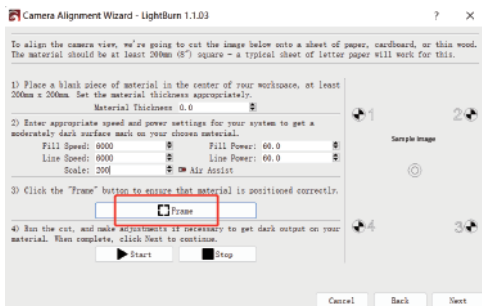 Camera Alignment Wizard - LightBurn 1.1.03
To align the camera view, we're going to cut the image below onto a sheet of paper, cardboard, or thin wood.
The material should be at least 200mm (8") square - a typical sheet of letter paper will work for this.
1) Place a blank piece of material in the center of rour workspace, at least
200mm x 200mm. Set the material thickness appropriately.
Material Thickness 0.0
2) Enter appropriate speed and power settings for your system to get a
moderately dark surface mark on your chosen material.
Fill Speed: 6000 Fill Power: 60.0
Line Speed: 6000 Line Power: 60.0
Scale: 200 Air Assist
3) Click the "Frame" button to ensure that material is positioned correctly.
Frame
4) Run the cut, and make adjustments if necessary to get dark output on your
material. When complete, click Next to continue.
Start Stop
1 2
Sample Image
4 3
Cancel Back Next